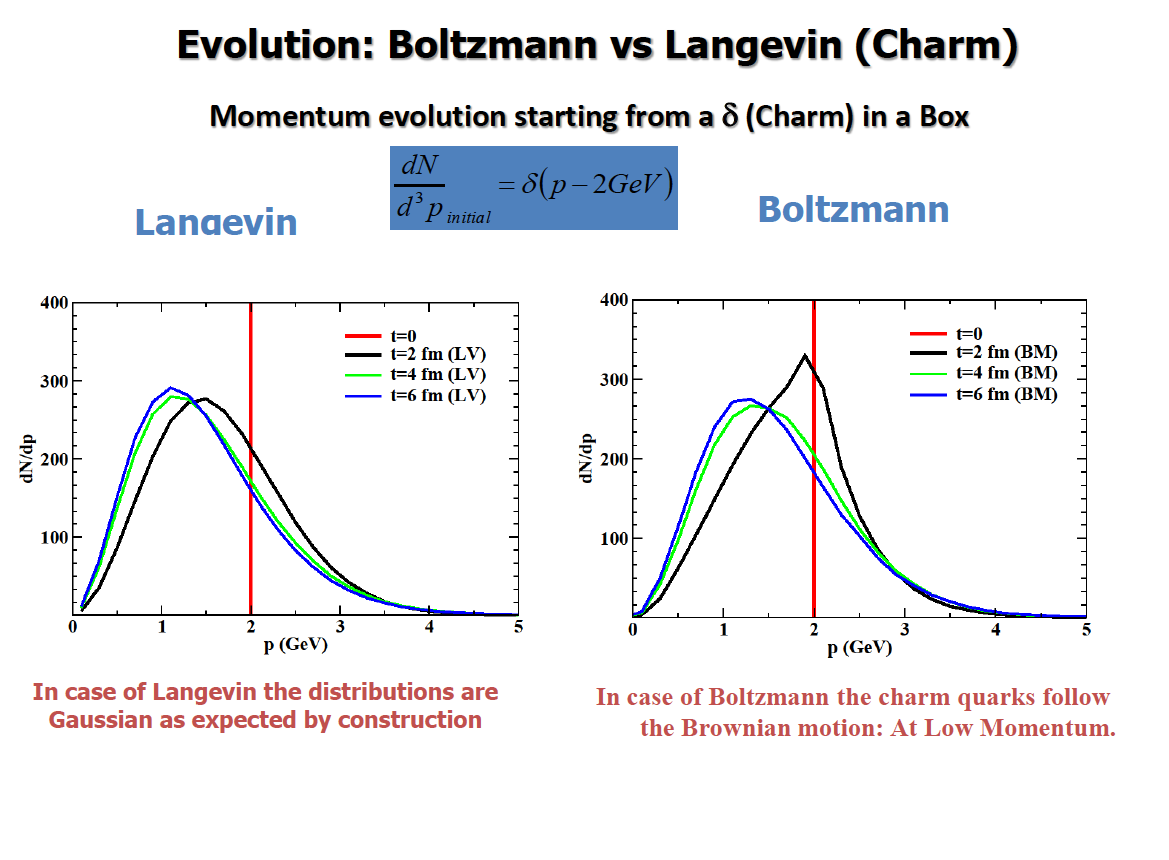 Evolution: Boltzmann vs Langevin (Charm)
Momentum evolution starting from a δ (Charm) in a Box
dN
d³p initial = δ(p – 2GeV)
Langevin
Boltzmann
400
300
200
100
0
1
2
3
4
5
dN/dp
p (GeV)
t=0
t=2 fm (LV)
t=4 fm (LV)
t=6 fm (LV)
400
300
200
100
0
1
2
3
4
5
dN/dp
p (GeV)
t=0
t=2 fm (BM)
t=4 fm (BM)
t=6 fm (BM)
In case of Langevin the distributions are
Gaussian as expected by construction
In case of Boltzmann the charm quarks follow
the Brownian motion: At Low Momentum.